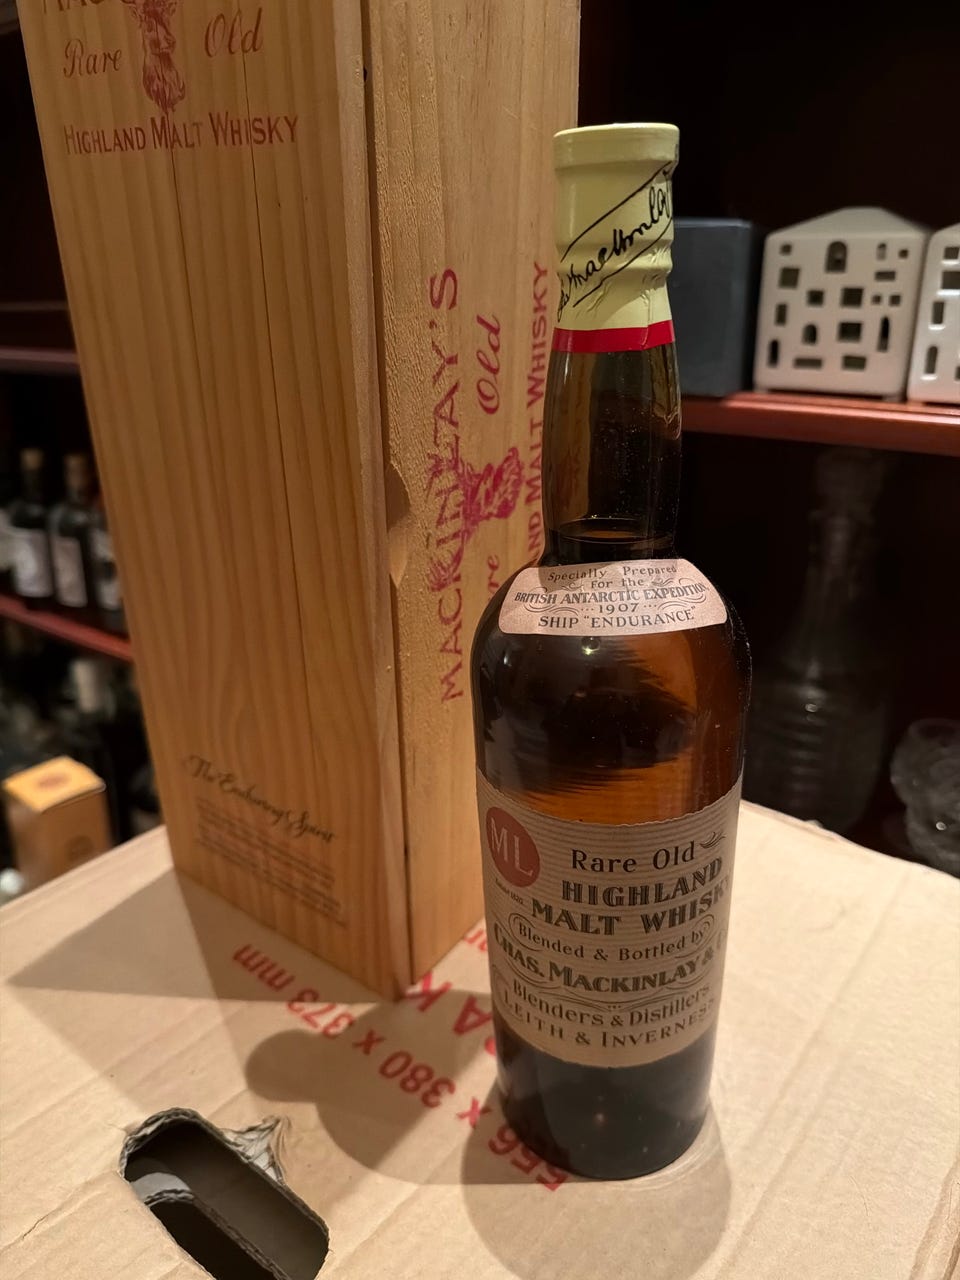 Rare Old
HIGHLAND MALT WHISKY
MACKINLAY'S
Old
MALT WHISKY
The Enduring Spirit
Mackinlay
Specially Prepared
For the
BRITISH ANTARCTIC EXPEDITION
1907
SHIP "ENDURANCE"
ML
Rare Old
HIGHLAND
MALT WHISKY
Blended & Bottled by
CHAS. MACKINLAY &
Blenders & Distillers
LEITH & INVERNESS
556 x 380 x 373 mm